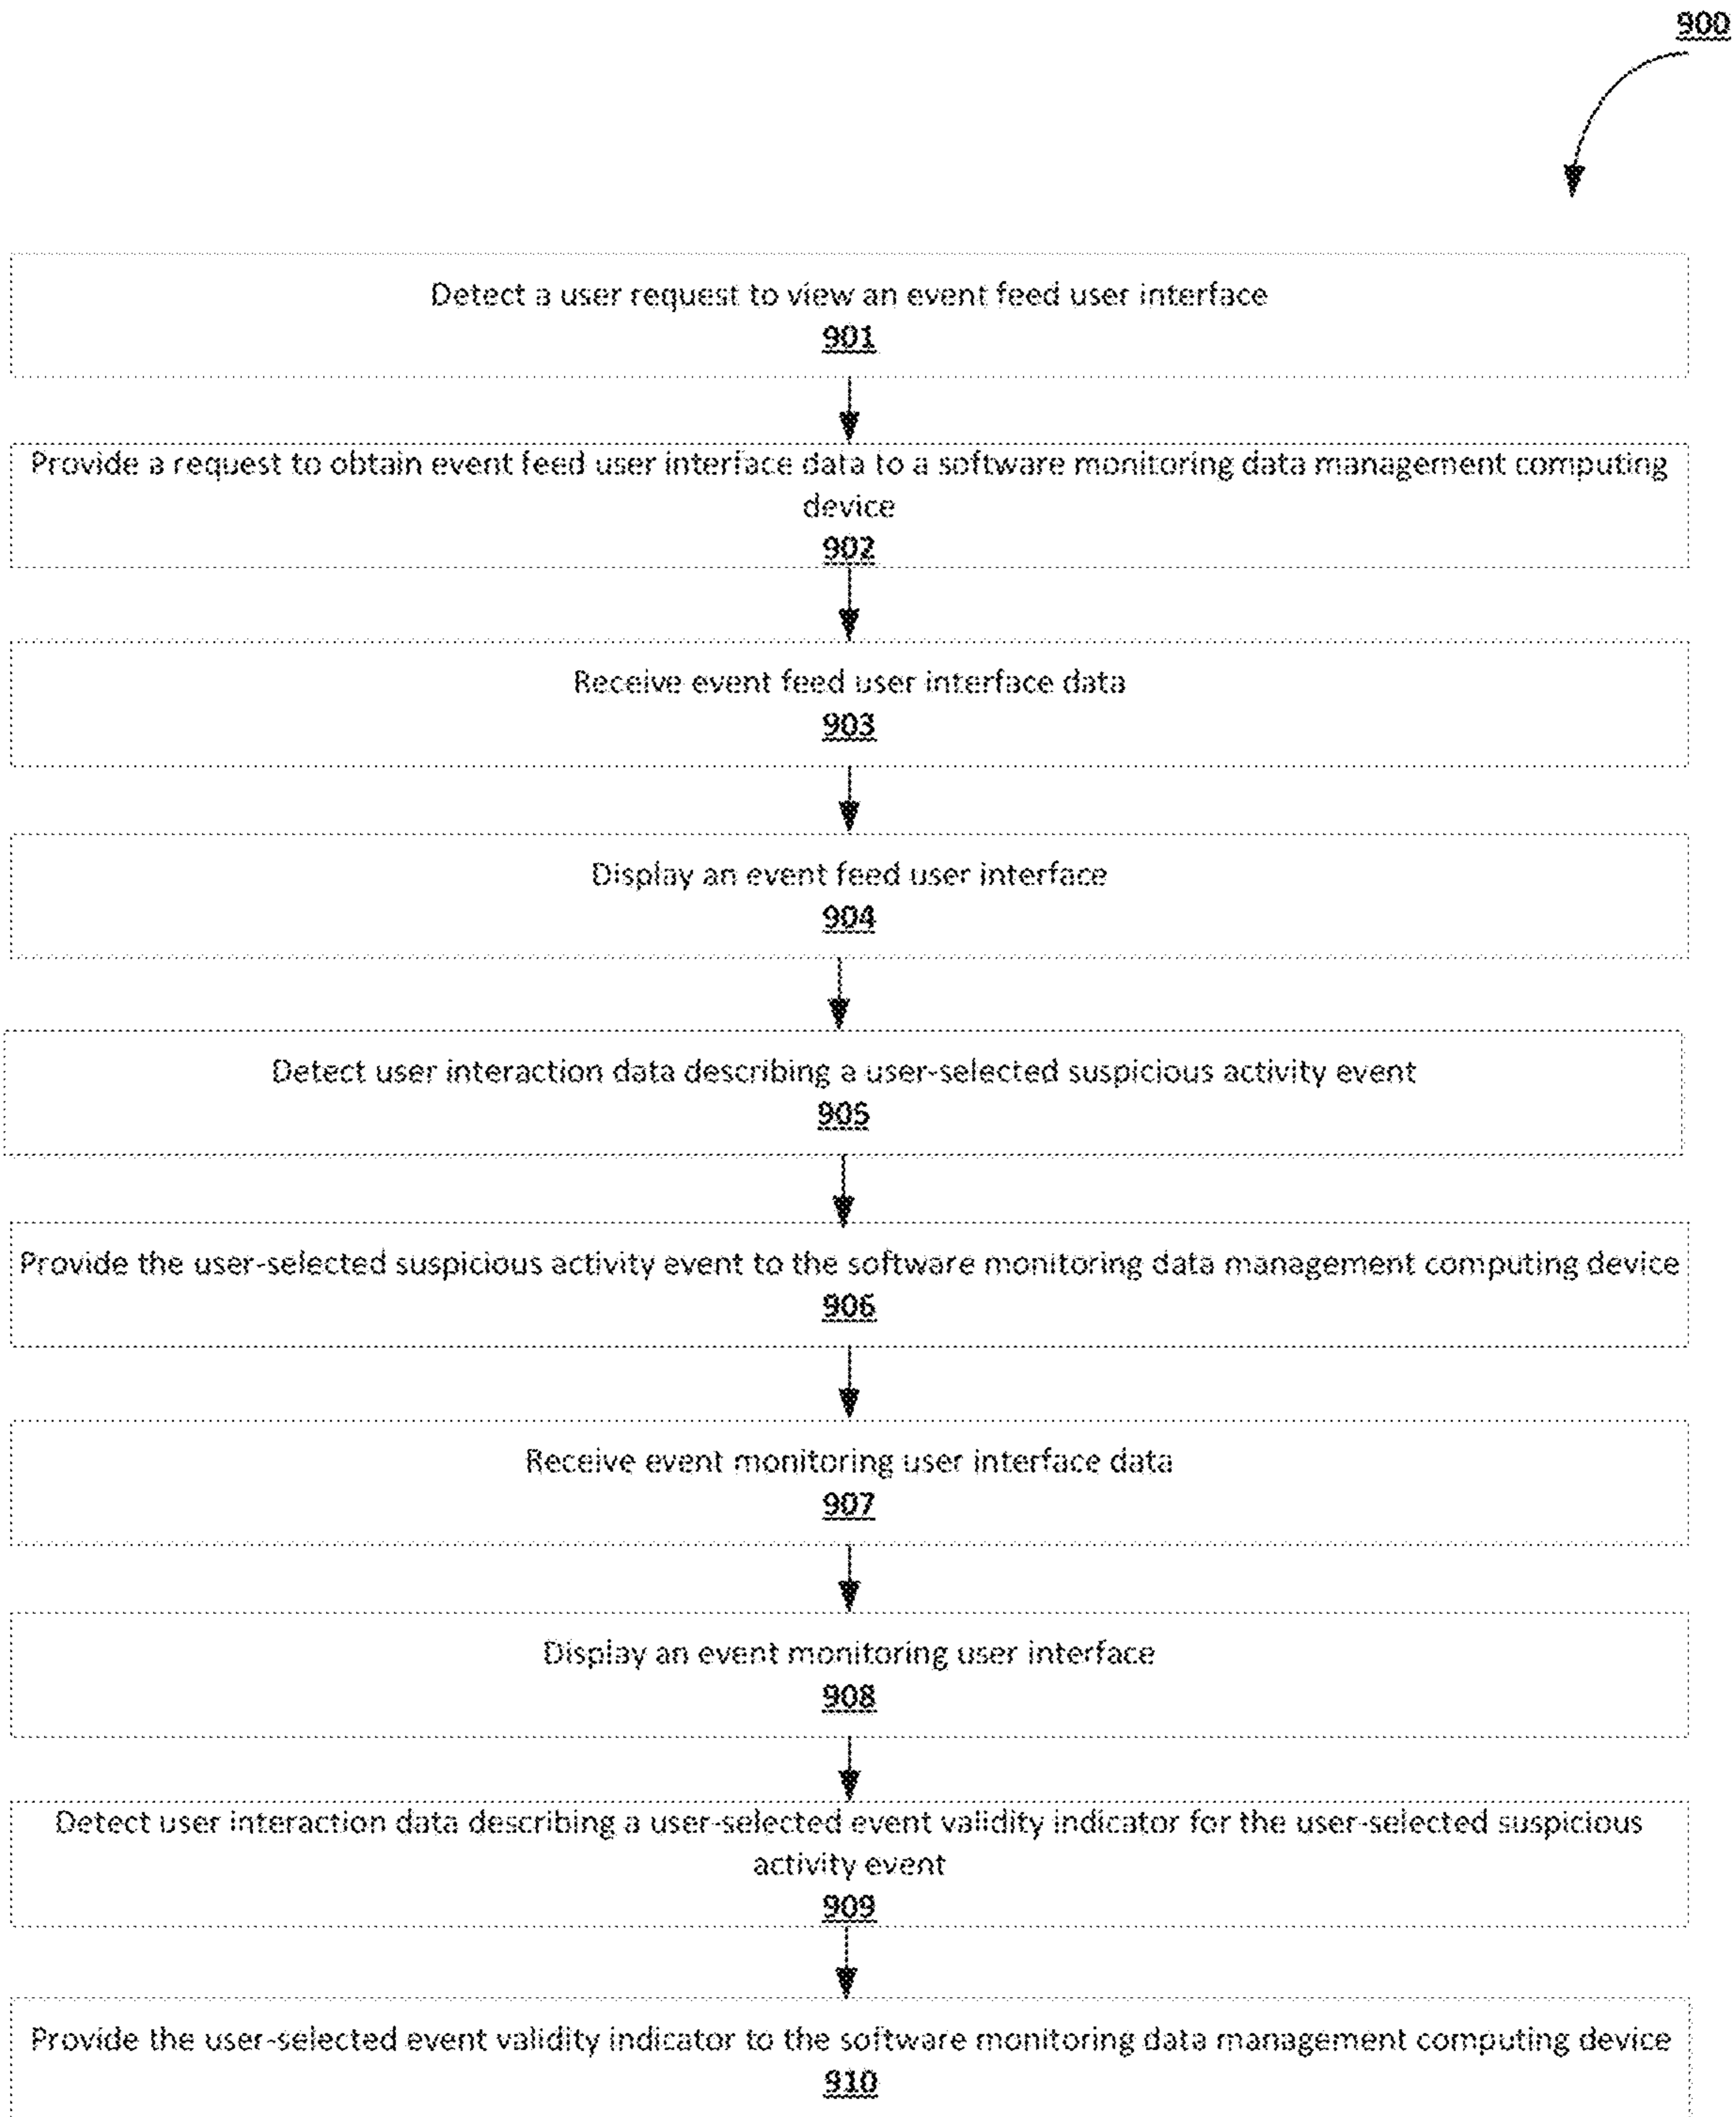 900
Detect a user request to view an event feed user interface
901
Provide a request to obtain event feed user interface data to a software monitoring data management computing
device
902
Receive event feed user interface data
903
Display an event feed user interface
904
Detect user interaction data describing a user-selected suspicious activity event
905
Provide the user-selected suspicious activity event to the software monitoring data management computing device
906
Receive event monitoring user interface data
907
Display an event monitoring user interface
908
Detect user interaction data describing a user-selected event validity indicator for the user-selected suspicious
activity event
909
Provide the user-selected event validity indicator to the software monitoring data management computing device
910